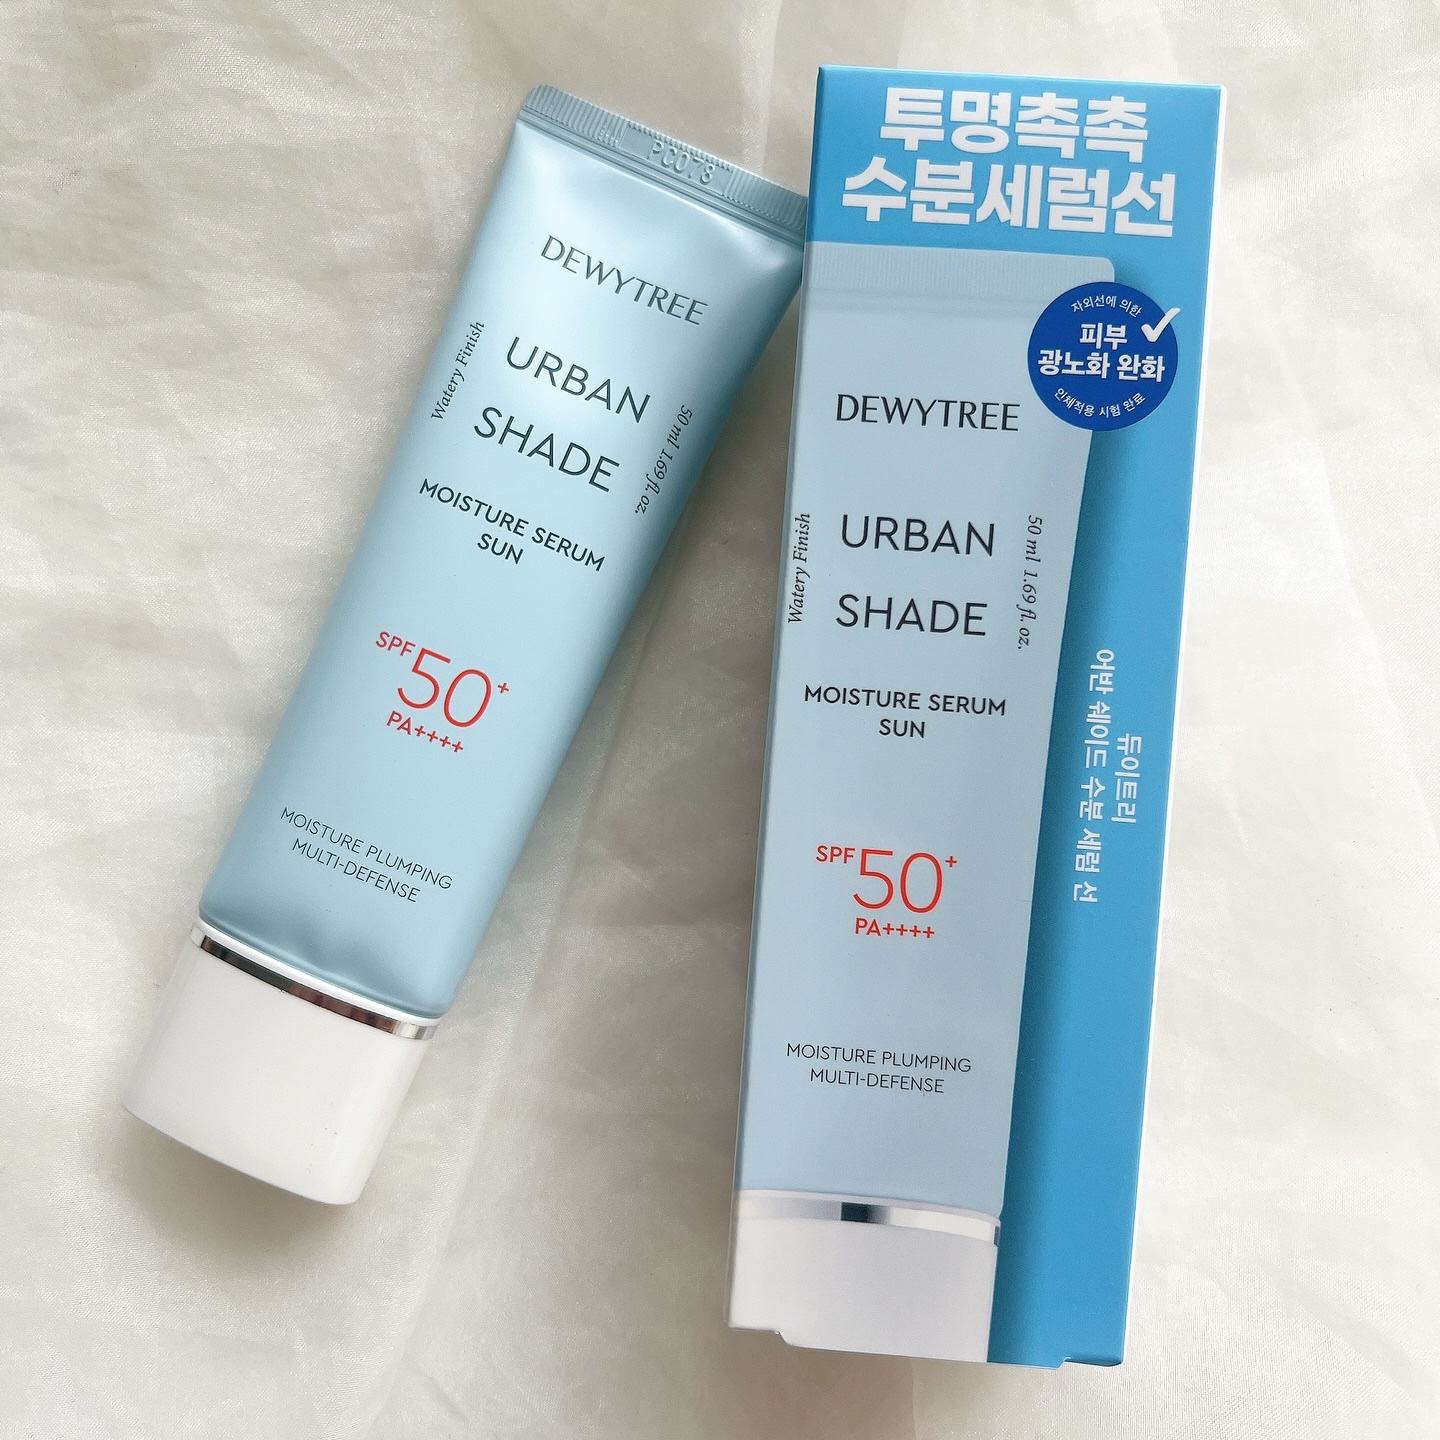 PC078
DEWYTREE
URBAN
SHADE
Watery Finish
50 ml 1.69 fl. oz.
MOISTURE SERUM
SUN
SPF50+
PA++++
MOISTURE PLUMPING
MULTI-DEFENSE
투명촉촉
수분세럼선
자외선에 의한
피부
광노화 완화
인체적용 시험 완료
DEWYTREE
URBAN
SHADE
Watery Finish
50 ml 1.69 fl. oz.
MOISTURE SERUM
SUN
SPF50+
PA++++
MOISTURE PLUMPING
MULTI-DEFENSE
듀이트리
어반 쉐이드 수분 세럼 선